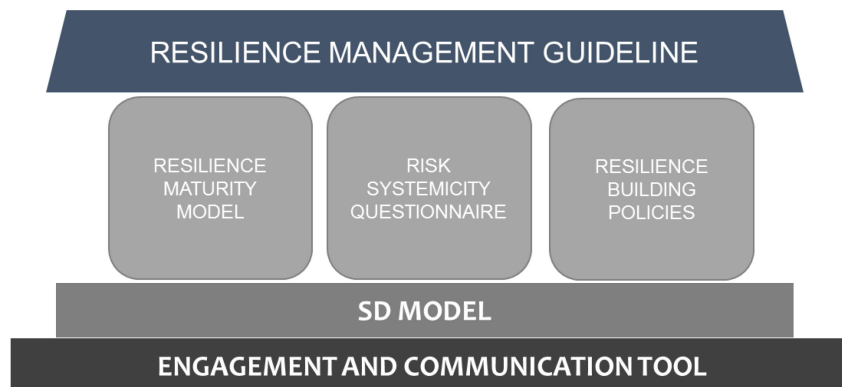 RESILIENCE MANAGEMENT GUIDELINE
RESILIENCE
MATURITY
MODEL
RISK
SYSTEMICITY
QUESTIONNAIRE
RESILIENCE
BUILDING
POLICIES
SD MODEL
ENGAGEMENT AND COMMUNICATION TOOL